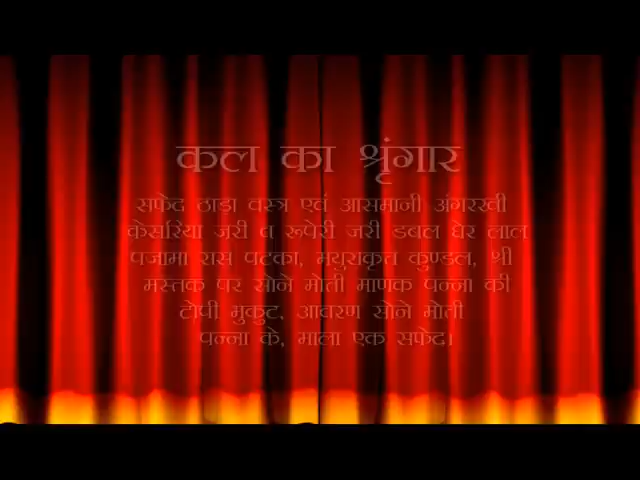 कल का श्रृंगार
सफेद ठाड़ा वस्त्र एवं आसमानी अंगरखी
केसरिया जरी व रूपेरी जरी डबल घेर लाल
पजामा रास पटका, मयुराकृत कुण्डल, श्री
मस्तक पर सोने मोती माणक पन्ना की
टोपी मुकुट, आवरण सोने मोती
पन्ना के, माला एक सफेद।